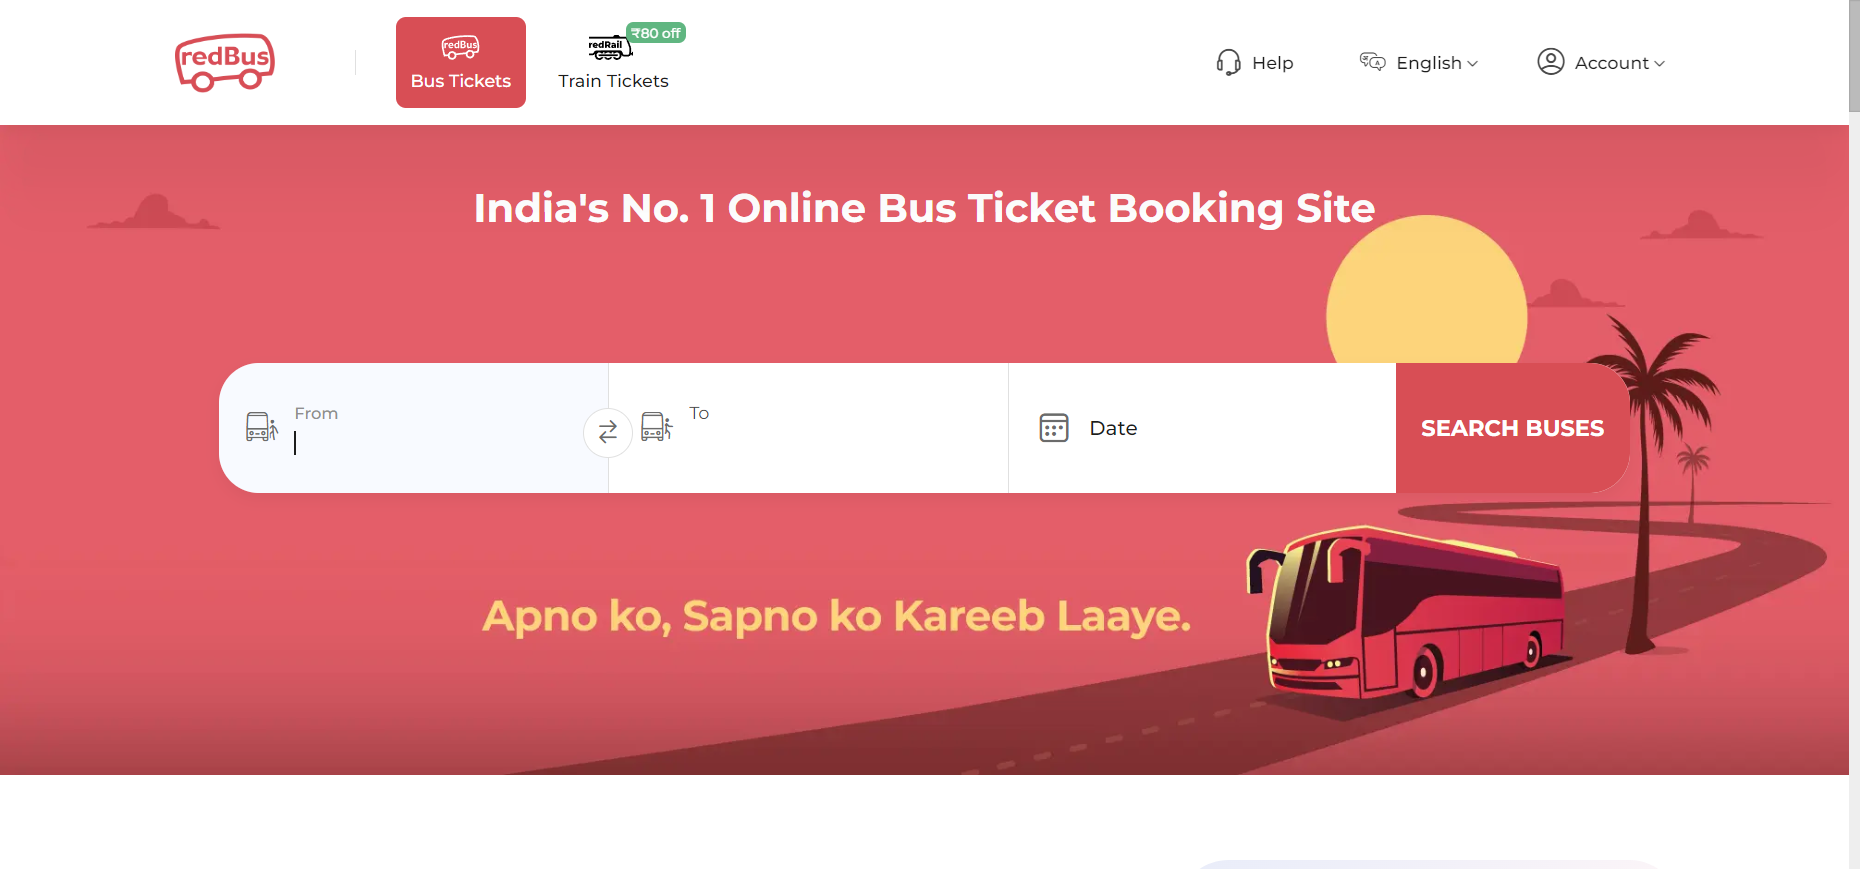 redBus
redBus
Bus Tickets
redRail
₹80 off
Train Tickets
Help
English
Account
India's No. 1 Online Bus Ticket Booking Site
From
To
Date
SEARCH BUSES
Apno ko, Sapno ko Kareeb Laaye.